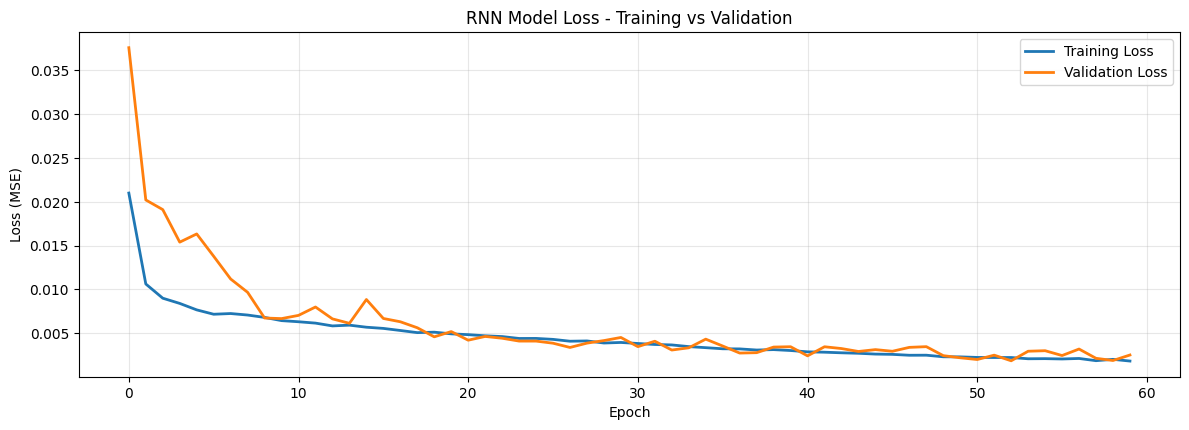 RNN Model Loss - Training vs Validation
Training Loss
Validation Loss
Loss (MSE)
0.035
0.030
0.025
0.020
0.015
0.010
0.005
0 10 20 30 40 50 60
Epoch